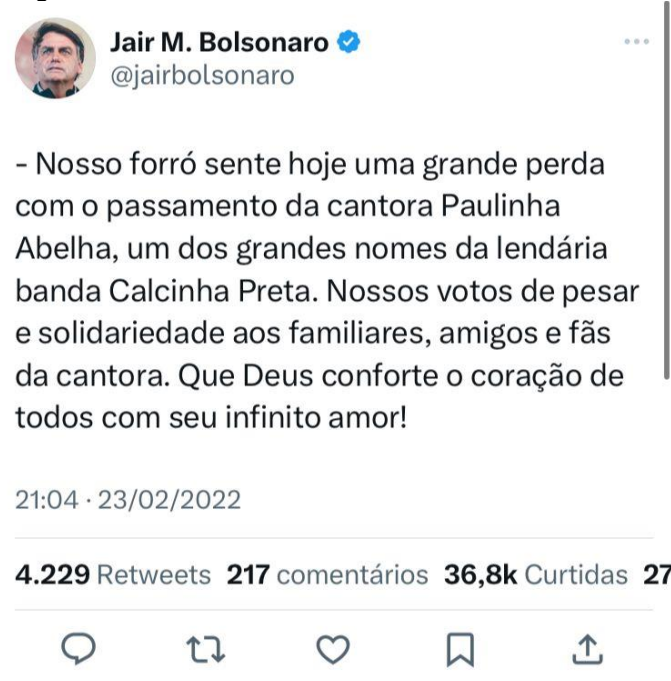 Jair M. Bolsonaro
@jairbolsonaro
- Nosso forró sente hoje uma grande perda
com o passamento da cantora Paulinha
Abelha, um dos grandes nomes da lendária
banda Calcinha Preta. Nossos votos de pesar
e solidariedade aos familiares, amigos e fãs
da cantora. Que Deus conforte o coração de
todos com seu infinito amor!
21:04 · 23/02/2022
4.229 Retweets 217 comentários 36,8k Curtidas 27